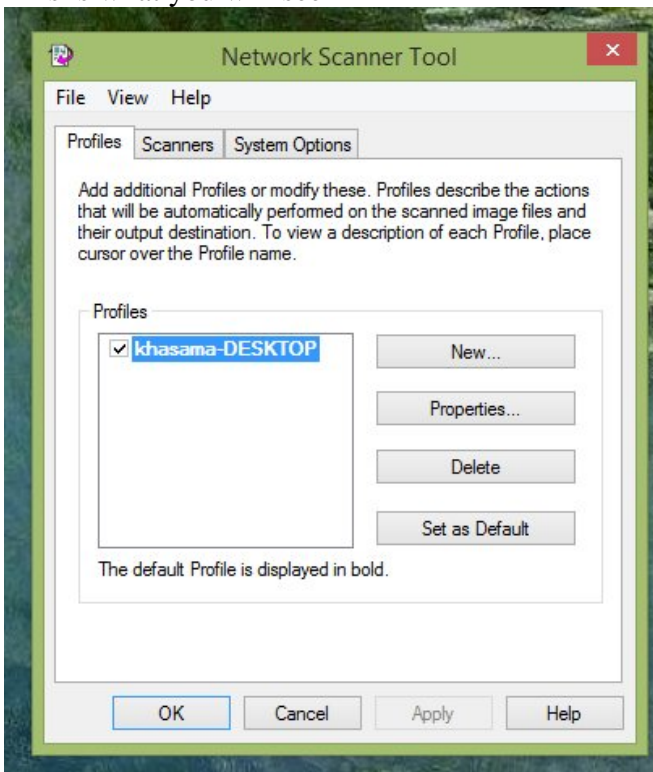 Network Scanner Tool
File View Help
Profiles Scanners System Options
Add additional Profiles or modify these. Profiles describe the actions
that will be automatically performed on the scanned image files and
their output destination. To view a description of each Profile, place
cursor over the Profile name.
Profiles
khasama-DESKTOP
New...
Properties...
Delete
Set as Default
The default Profile is displayed in bold.
OK Cancel Apply Help